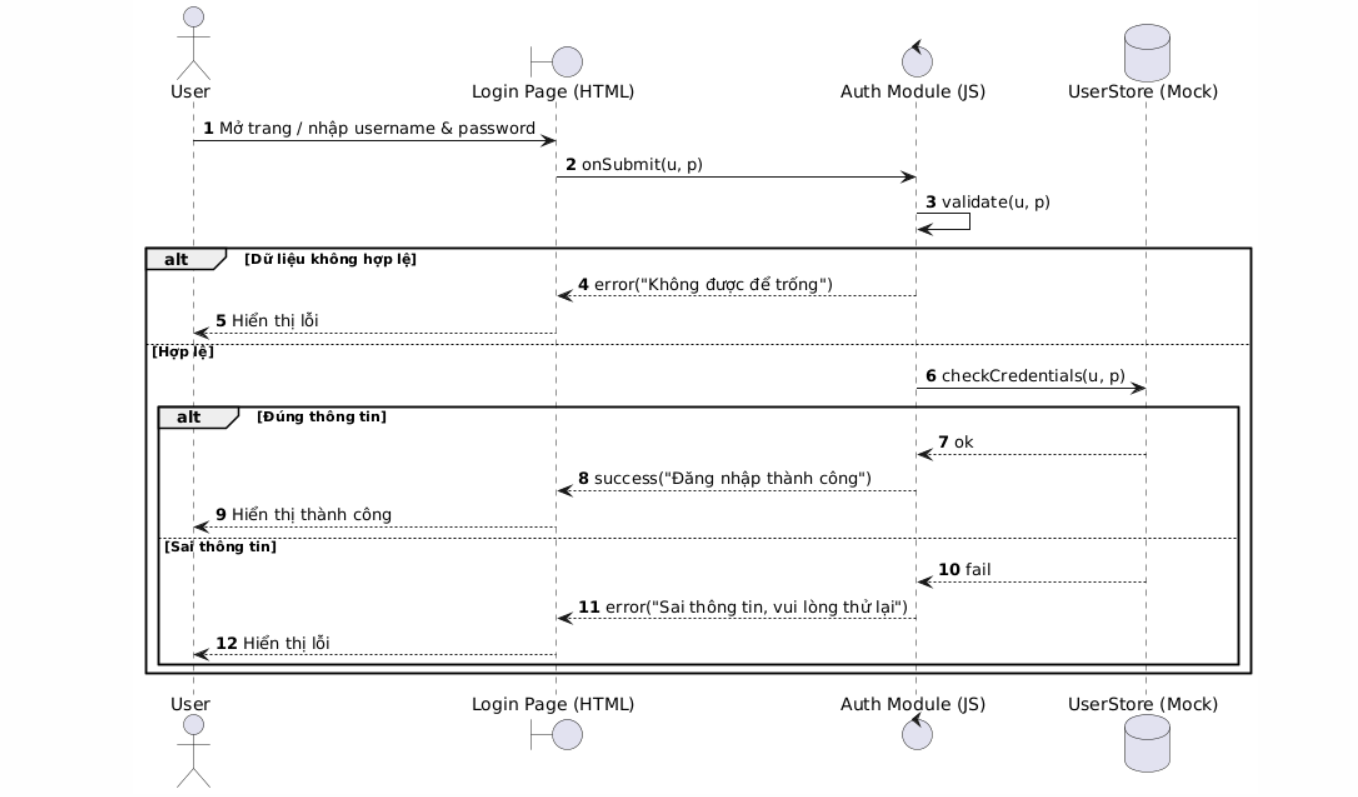 User
Login Page (HTML)
Auth Module (JS)
UserStore (Mock)
1 Mở trang / nhập username & password
2 onSubmit(u, p)
3 validate(u, p)
alt [Dữ liệu không hợp lệ]
4 error("Không được để trống")
5 Hiển thị lỗi
[Hợp lệ]
6 checkCredentials(u, p)
alt [Đúng thông tin]
7 ok
8 success("Đăng nhập thành công")
9 Hiển thị thành công
[Sai thông tin]
10 fail
11 error("Sai thông tin, vui lòng thử lại")
12 Hiển thị lỗi
User
Login Page (HTML)
Auth Module (JS)
UserStore (Mock)